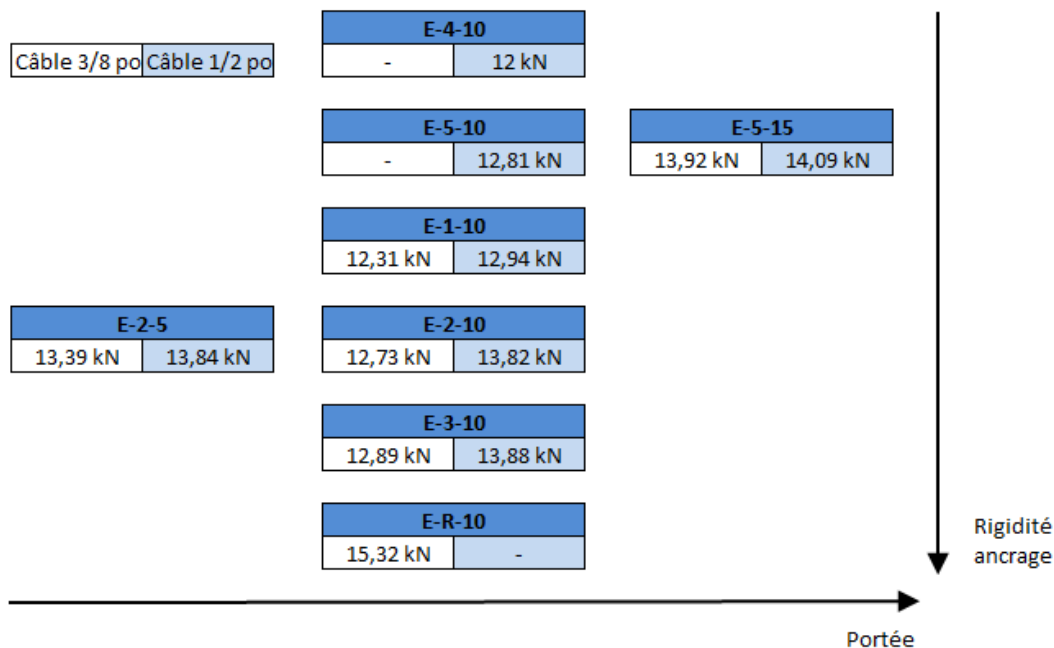 E-4-10
Câble 3/8 po Câble 1/2 po
- 12 kN
E-5-10 E-5-15
- 12,81 kN 13,92 kN 14,09 kN
E-1-10
12,31 kN 12,94 kN
E-2-5 E-2-10
13,39 kN 13,84 kN 12,73 kN 13,82 kN
E-3-10
12,89 kN 13,88 kN
E-R-10
15,32 kN -
Rigidité
ancrage
Portée